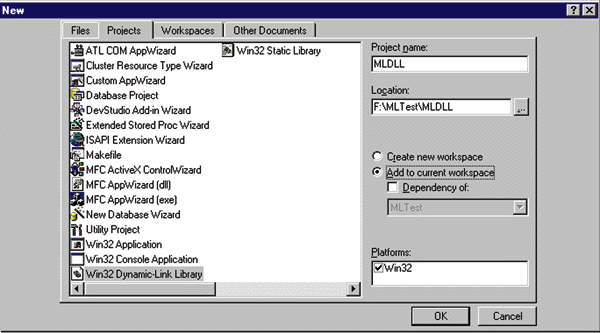 New
Files
Projects
Workspaces
Other Documents
ATL COM AppWizard
Cluster Resource Type Wizard
Custom AppWizard
Database Project
DevStudio Add-in Wizard
Extended Stored Proc Wizard
ISAPI Extension Wizard
Makefile
MFC ActiveX ControlWizard
MFC AppWizard (dll)
MFC AppWizard (exe)
New Database Wizard
Utility Project
Win32 Application
Win32 Console Application
Win32 Dynamic-Link Library
Win32 Static Library
Project name:
MLDLL
Location:
F:\MLTest\MLDLL
...
Create new workspace
Add to current workspace
Dependency of:
MLTest
Platforms:
Win32
OK
Cancel